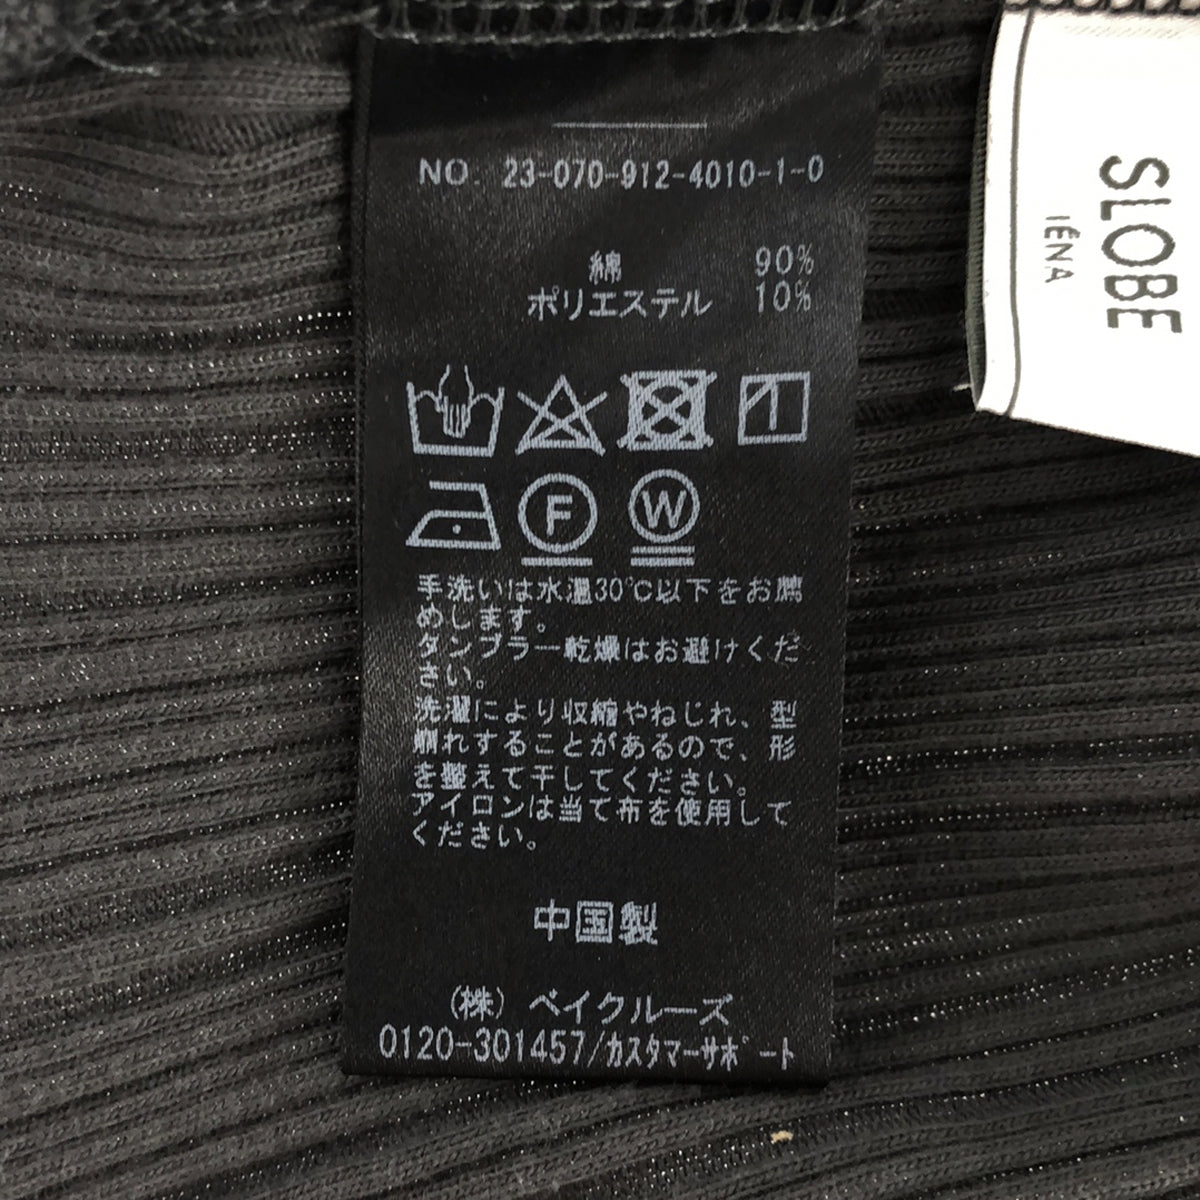 NO. 23-070-912-4010-1-0
綿 90%
ポリエステル 10%
F
W
手洗いは水温30℃以下をお薦
めします。
タンブラー乾燥はお避けくだ
さい。
洗濯により収縮やねじれ、型
崩れすることがあるので、形
を整えて干してください。
アイロンは当て布を使用して
ください。
中国製
(株) ベイクルーズ
0120-301457/カスタマーサポート
SLOBE
IÉNA